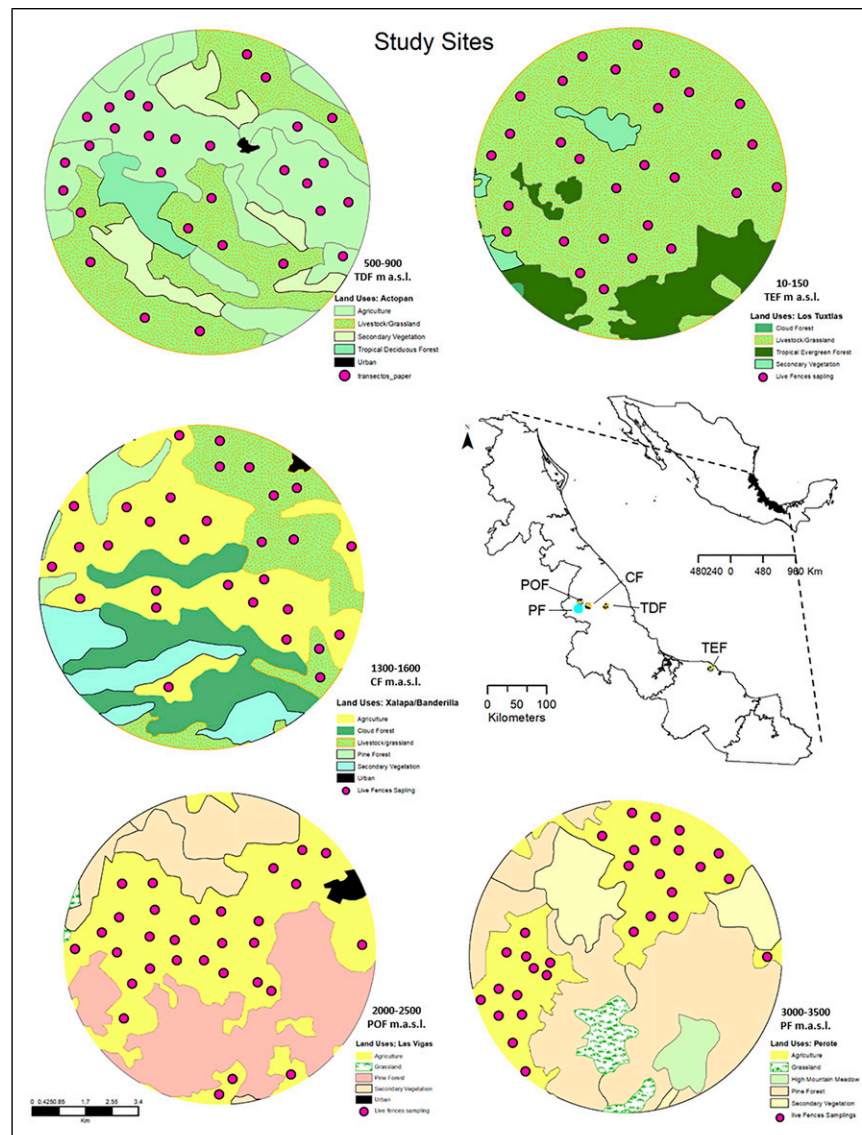 Study Sites
500-900
TDF m a.s.l.
Land Uses: Actopan
Agriculture
Livestock/Grassland
Secondary Vegetation
Tropical Deciduous Forest
Urban
transectos_paper
10-150
TEF m a.s.l.
Land Uses: Los Tuxtlas
Cloud Forest
Livestock/Grassland
Tropical Evergreen Forest
Secondary Vegetation
Live Fences sapling
1300-1600
CF m.a.s.l.
Land Uses: Xalapa/Banderilla
Agriculture
Cloud Forest
Livestock/grassland
Pine Forest
Secondary Vegetation
Urban
Live Fences Sapling
N
480240 0 480 960 Km
POF
CF
PF
TDF
TEF
0 50 100
Kilometers
2000-2500
POF m.a.s.l.
Land Uses; Las Vigas
Agriculture
Grassland
Pine Forest
Secondary Vegetation
Urban
Live fences sampling
0 0.4250.85 1.7 2.55 3.4
Km
3000-3500
PF m.a.s.l.
Land Uses: Perote
Agriculture
Grassland
High Mountain Meadow
Pine Forest
Secondary Vegetation
live Fences Samplings